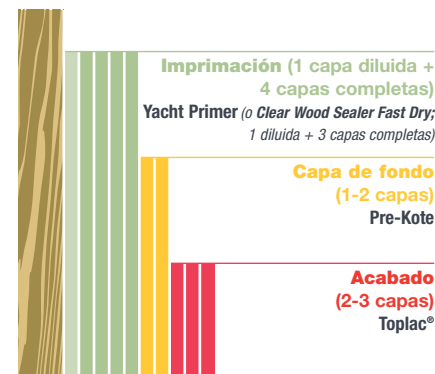 Imprimación (1 capa diluida +
4 capas completas)
Yacht Primer (o Clear Wood Sealer Fast Dry;
1 diluida + 3 capas completas)
Capa de fondo
(1-2 capas)
Pre-Kote
Acabado
(2-3 capas)
Toplac®